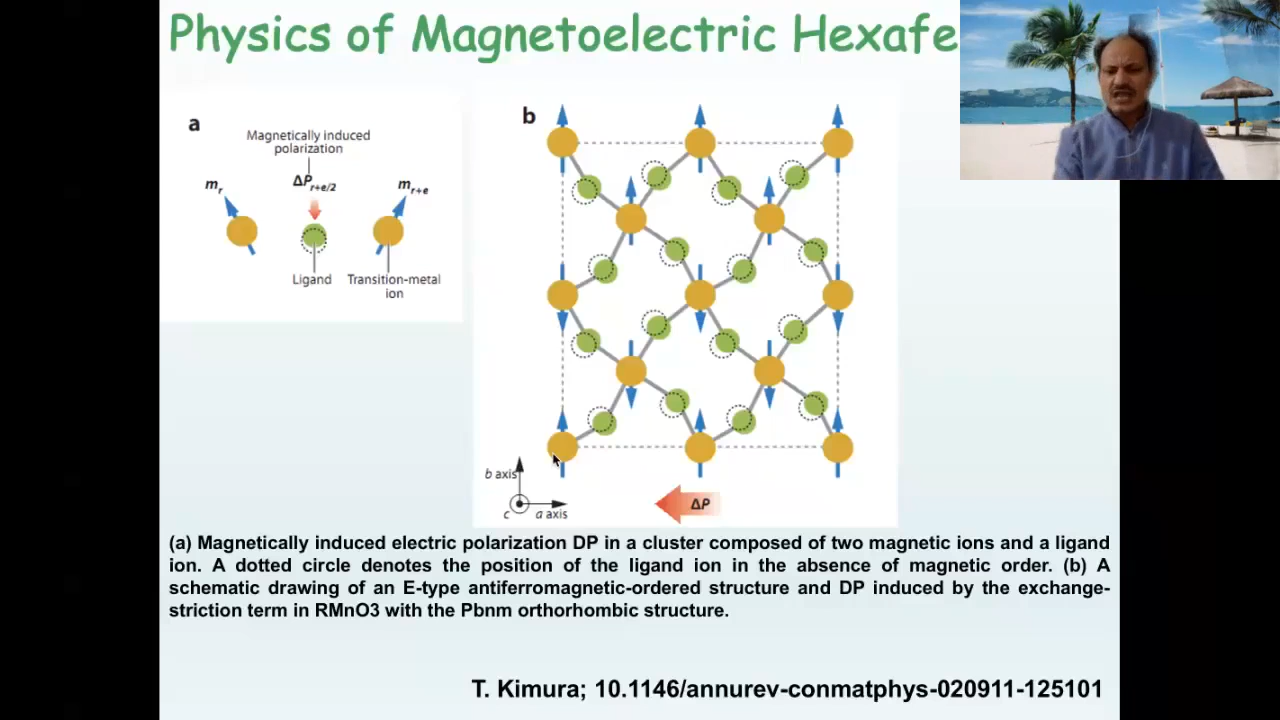 Physics of Magnetoelectric Hexafe
a
Magnetically induced
polarization
ΔPr+e/2
mr
mr+e
Ligand
Transition-metal
ion
b
b axis
c
a axis
ΔP
(a) Magnetically induced electric polarization DP in a cluster composed of two magnetic ions and a ligand
ion. A dotted circle denotes the position of the ligand ion in the absence of magnetic order. (b) A
schematic drawing of an E-type antiferromagnetic-ordered structure and DP induced by the exchange-
striction term in RMnO3 with the Pbnm orthorhombic structure.
T. Kimura; 10.1146/annurev-conmatphys-020911-125101